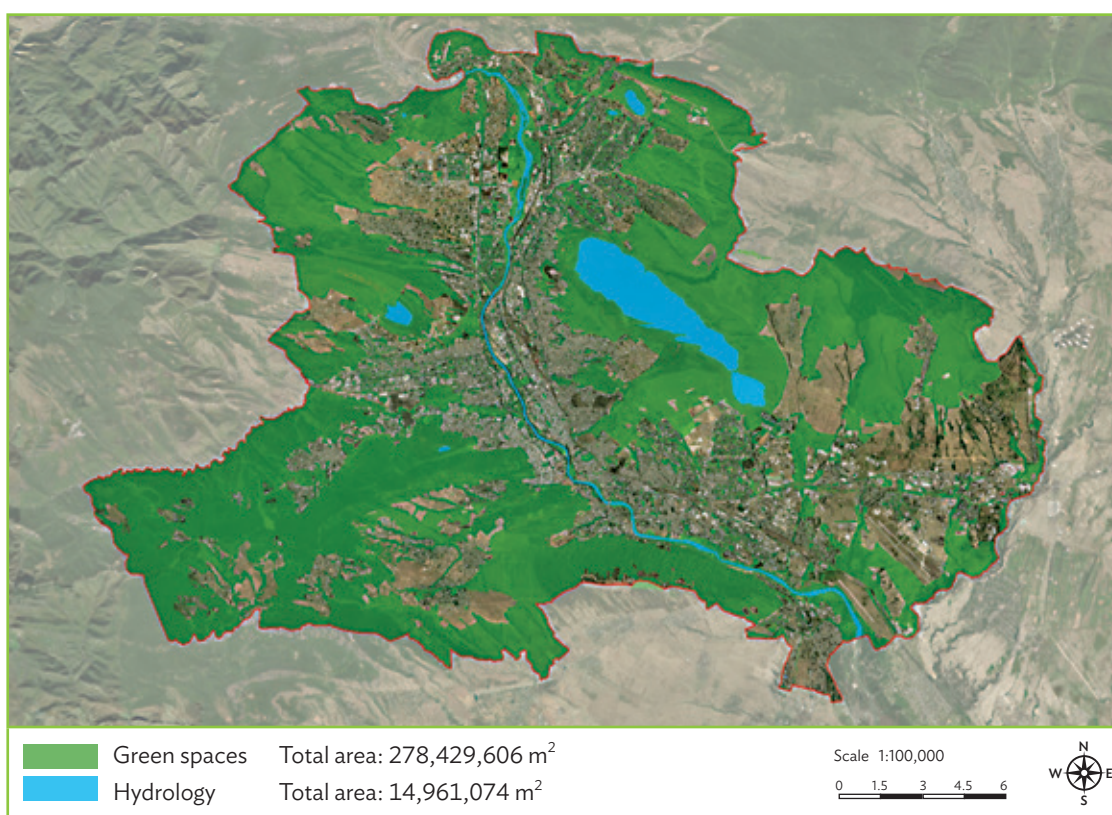 Green spaces Total area: 278,429,606 m²
Hydrology Total area: 14,961,074 m²
Scale 1:100,000
0 1.5 3 4.5 6
N
W E
S